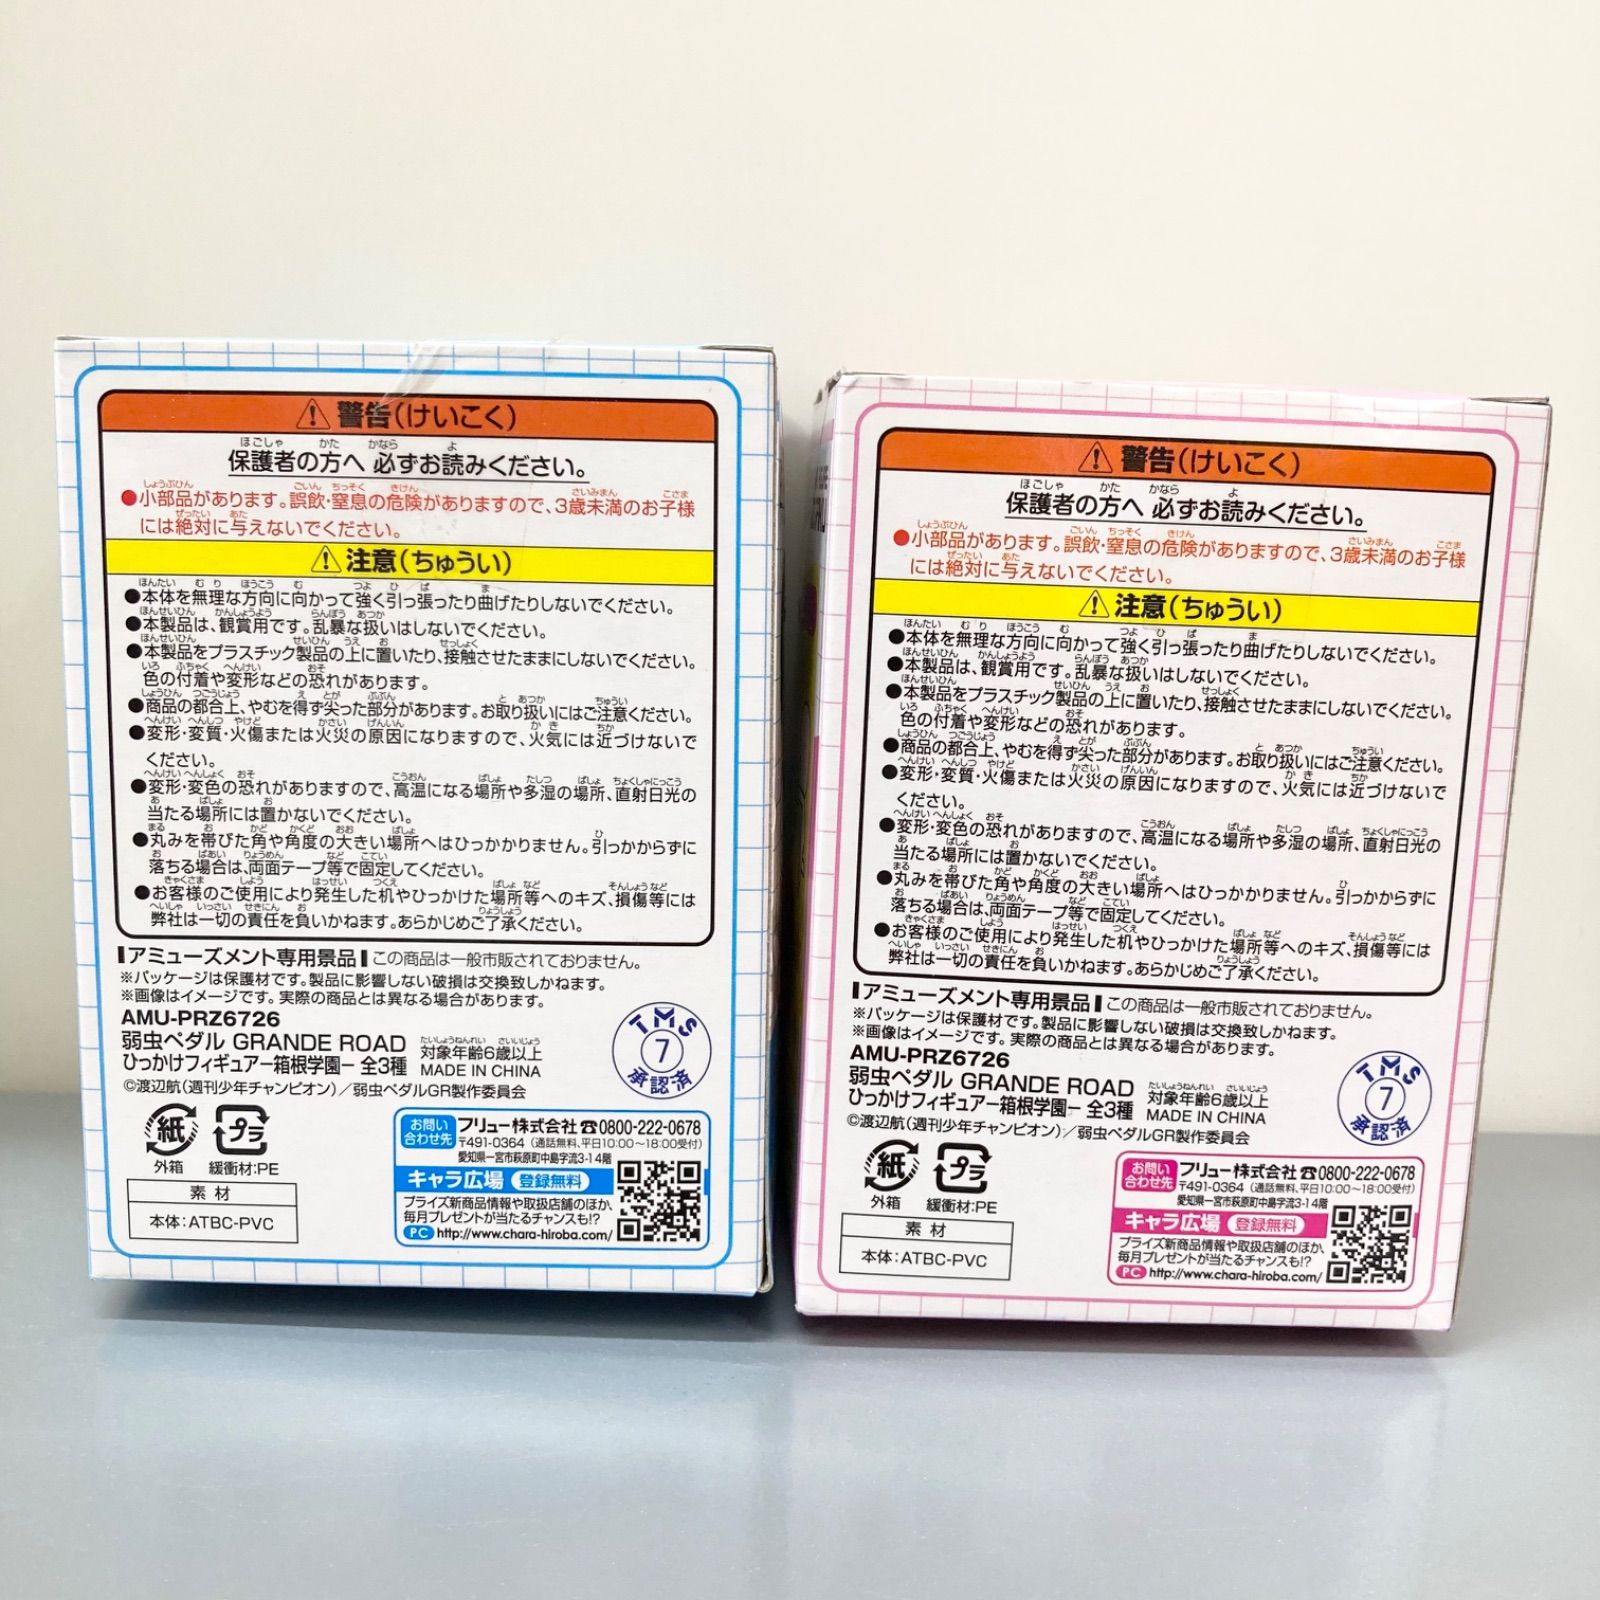 警告(けいこく)
保護者の方へ 必ずお読みください。
●小部品があります。誤飲・窒息の危険がありますので、3歳未満のお子様
には絶対に与えないでください。
注意(ちゅうい)
●本体を無理な方向に向かって強く引っ張ったり曲げたりしないでください。
●本製品は、観賞用です。乱暴な扱いはしないでください。
●本製品をプラスチック製品の上に置いたり、接触させたままにしないでください。
色の付着や変形などの恐れがあります。
●商品の都合上、やむを得ず尖った部分があります。お取り扱いにはご注意ください。
●変形・変質・火傷または火災の原因になりますので、火気には近づけないで
ください。
●変形・変色の恐れがありますので、高温になる場所や多湿の場所、直射日光の
当たる場所には置かないでください。
●丸みを帯びた角や角度の大きい場所へはひっかかりません。引っかからずに
落ちる場合は、両面テープ等で固定してください。
●お客様のご使用により発生した机やひっかけた場所等へのキズ、損傷等には
弊社は一切の責任を負いかねます。あらかじめご了承ください。
アミューズメント専用景品 この商品は一般市販されておりません。
※パッケージは保護材です。製品に影響しない破損は交換致しかねます。
※画像はイメージです。実際の商品とは異なる場合があります。
AMU-PRZ6726
弱虫ペダル GRANDE ROAD 対象年齢6歳以上
ひっかけフィギュアー箱根学園ー 全3種 MADE IN CHINA
©渡辺航(週刊少年チャンピオン)/弱虫ペダルGR製作委員会
TMS
7
承認済
紙 プラ
外箱 緩衝材:PE
素材
本体:ATBC-PVC
お問い合わせ先 フリュー株式会社 ☎0800-222-0678
〒491-0364 (通話無料、平日10:00~18:00受付)
愛知県一宮市萩原町中島字流3-1 4階
キャラ広場 登録無料
プライズ新商品情報や取扱店舗のほか、
毎月プレゼントが当たるチャンスも!?
PC http://www.chara-hiroba.com/
警告(けいこく)
保護者の方へ 必ずお読みください。
●小部品があります。誤飲・窒息の危険がありますので、3歳未満のお子様
には絶対に与えないでください。
注意(ちゅうい)
●本体を無理な方向に向かって強く引っ張ったり曲げたりしないでください。
●本製品は、観賞用です。乱暴な扱いはしないでください。
●本製品をプラスチック製品の上に置いたり、接触させたままにしないでください。
色の付着や変形などの恐れがあります。
●商品の都合上、やむを得ず尖った部分があります。お取り扱いにはご注意ください。
●変形・変質・火傷または火災の原因になりますので、火気には近づけないで
ください。
●変形・変色の恐れがありますので、高温になる場所や多湿の場所、直射日光の
当たる場所には置かないでください。
●丸みを帯びた角や角度の大きい場所へはひっかかりません。引っかからずに
落ちる場合は、両面テープ等で固定してください。
●お客様のご使用により発生した机やひっかけた場所等へのキズ、損傷等には
弊社は一切の責任を負いかねます。あらかじめご了承ください。
アミューズメント専用景品 この商品は一般市販されておりません。
※パッケージは保護材です。製品に影響しない破損は交換致しかねます。
※画像はイメージです。実際の商品とは異なる場合があります。
AMU-PRZ6726
弱虫ペダル GRANDE ROAD 対象年齢6歳以上
ひっかけフィギュアー箱根学園ー 全3種 MADE IN CHINA
©渡辺航(週刊少年チャンピオン)/弱虫ペダルGR製作委員会
TMS
7
承認済
紙 プラ
外箱 緩衝材:PE
素材
本体:ATBC-PVC
お問い合わせ先 フリュー株式会社 ☎0800-222-0678
〒491-0364 (通話無料、平日10:00~18:00受付)
愛知県一宮市萩原町中島字流3-1 4階
キャラ広場 登録無料
プライズ新商品情報や取扱店舗のほか、
毎月プレゼントが当たるチャンスも!?
PC http://www.chara-hiroba.com/